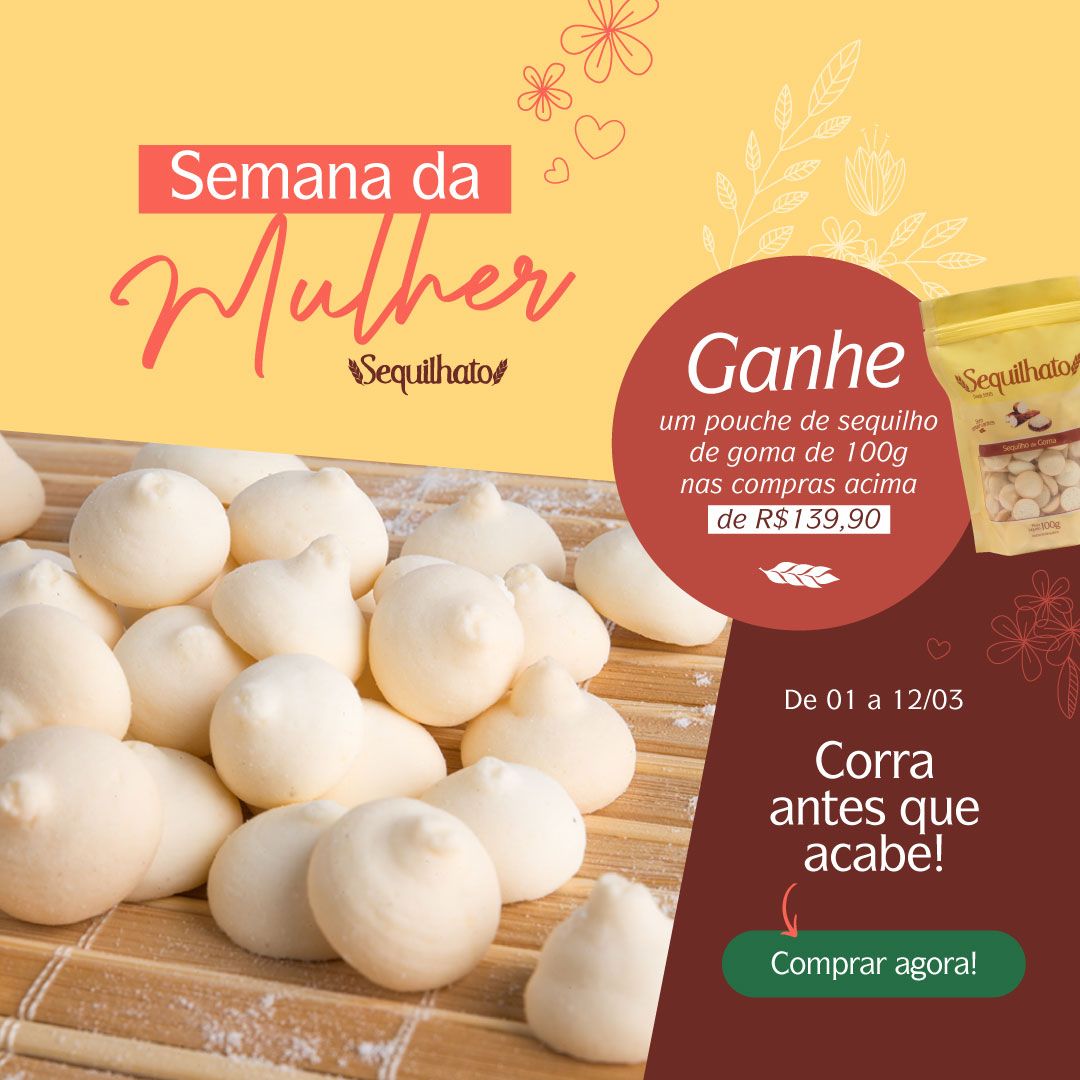 Semana da
Mulher
Sequilhato
Ganhe
um pouche de sequilho
de goma de 100g
nas compras acima
de R$139,90
Sequilhato
Sequilho de Goma
100g
De 01 a 12/03
Corra
antes que
acabe!
Comprar agora!